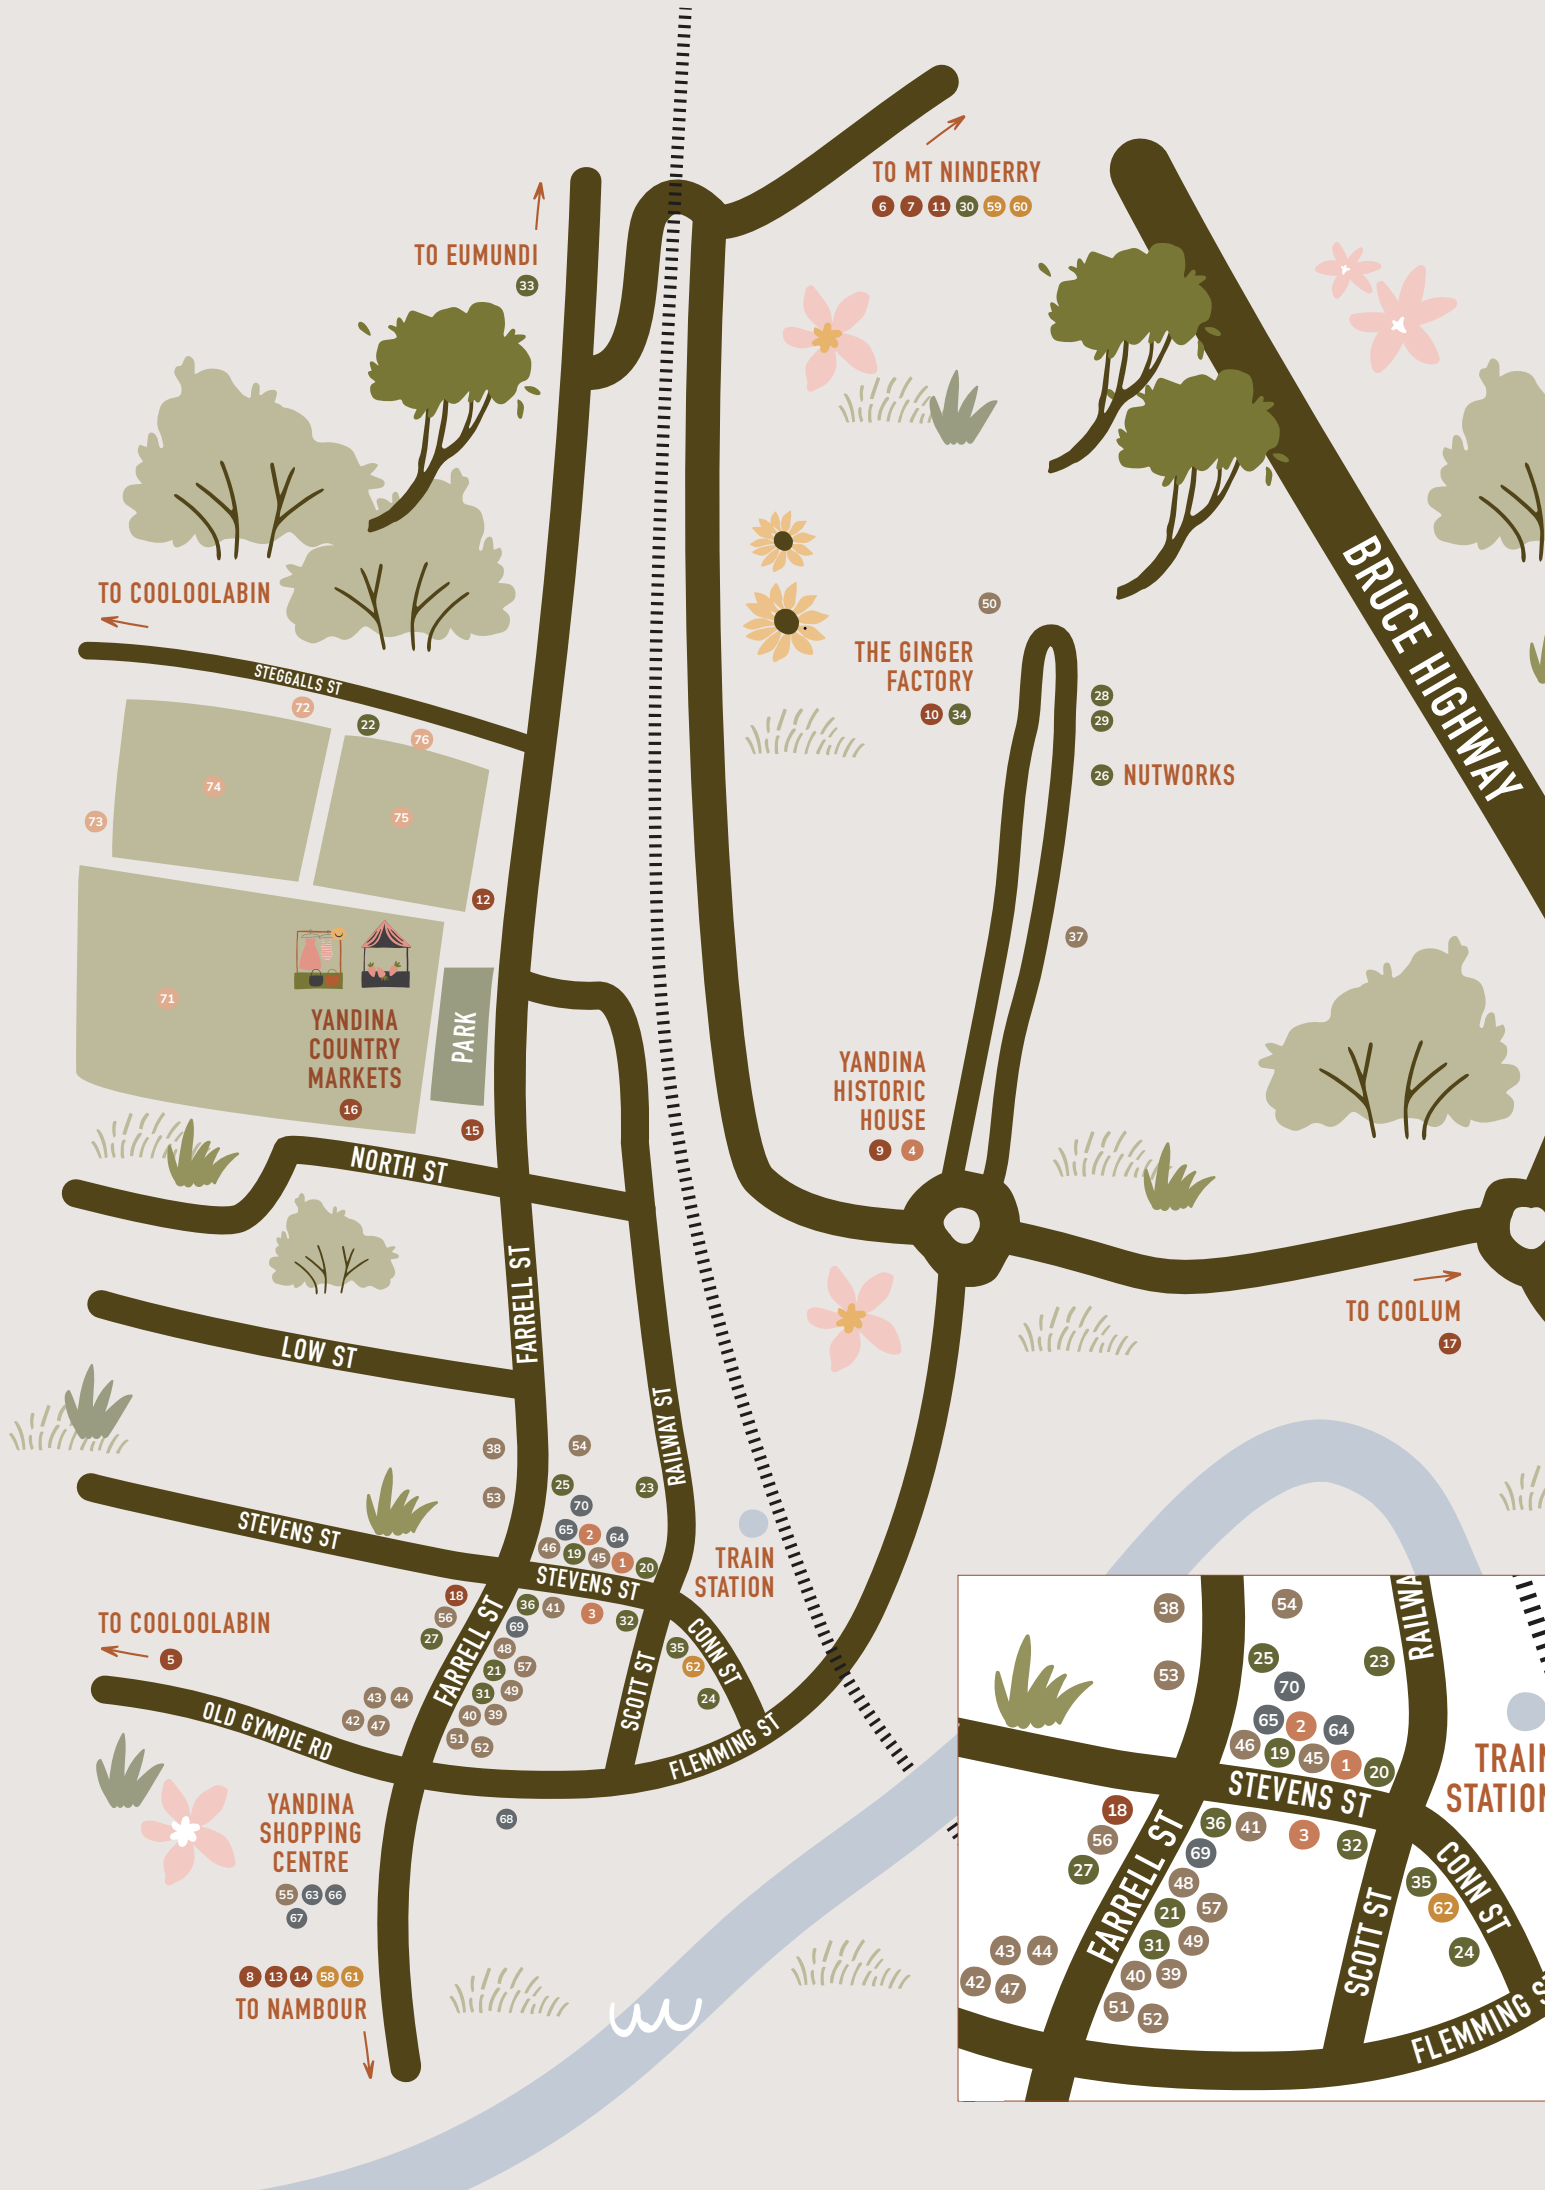 TO MT NINDERRY
6 7 11 30 59 60
TO EUMUNDI
33
TO COOLOOLABIN
STEGGALLS ST
72
22
76
74
75
73
12
71
YANDINA
COUNTRY
MARKETS
16
PARK
15
50
THE GINGER
FACTORY
10 34
28
29
26 NUTWORKS
BRUCE HIGHWAY
37
YANDINA
HISTORIC
HOUSE
9 4
NORTH ST
FARRELL ST
LOW ST
TO COOLUM
17
RAILWAY ST
38
54
53
25
23
70
65 2 64
46 19 45 1 20
STEVENS ST
STEVENS ST
TRAIN
STATION
18
56
27
36 41 3 32
69
48
21 57
31 49
40 39
51 52
FARRELL ST
SCOTT ST
CONN ST
35
62
24
TO COOLOOLABIN
5
43 44
42 47
OLD GYMPIE RD
FLEMMING ST
68
YANDINA
SHOPPING
CENTRE
55 63 66
67
8 13 14 58 61
TO NAMBOUR
38
54
RAILWA
53
25
23
70
65 2 64
46 19 45 1 20
STEVENS ST
TRAIN
STATION
18
56
27
36 41 3 32
69
48
21 57
31 49
40 39
51 52
FARRELL ST
SCOTT ST
CONN ST
35
62
24
43 44
42 47
FLEMMING S